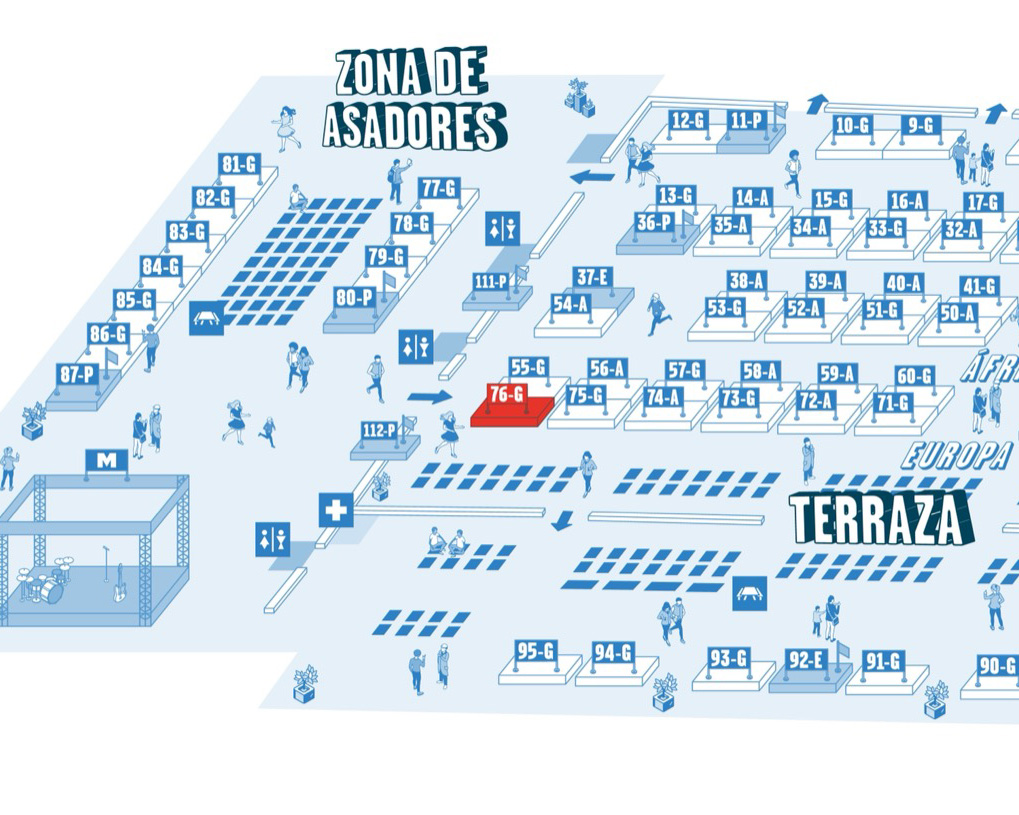 ZONA DE
ASADORES
12-G 11-P
10-G 9-G
81-G
82-G
83-G
84-G
85-G
86-G
87-P
77-G
78-G
79-G
80-P
13-G 14-A 15-G 16-A 17-G
36-P 35-A 34-A 33-G 32-A
111-P
37-E 38-A 39-A 40-A 41-G
54-A 53-G 52-A 51-G 50-A
55-G 56-A 57-G 58-A 59-A 60-G
76-G 75-G 74-A 73-G 72-A 71-G
ÁFRI
112-P
EUROPA
M
TERRAZA
95-G 94-G 93-G 92-E 91-G 90-G